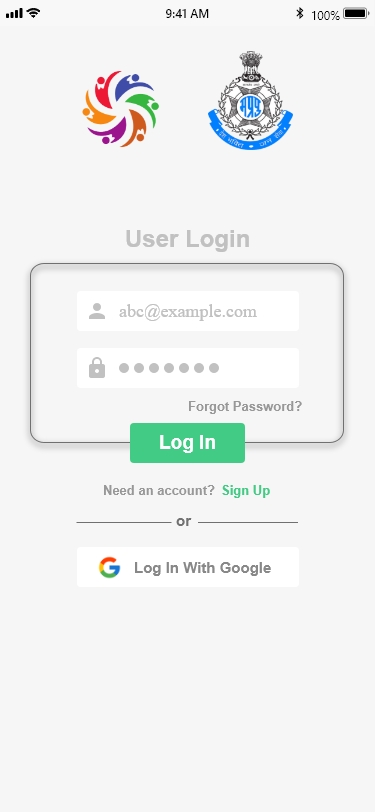 9:41 AM
100%
म.प्र.पु
User Login
abc@example.com
Forgot Password?
Log In
Need an account? Sign Up
or
Log In With Google